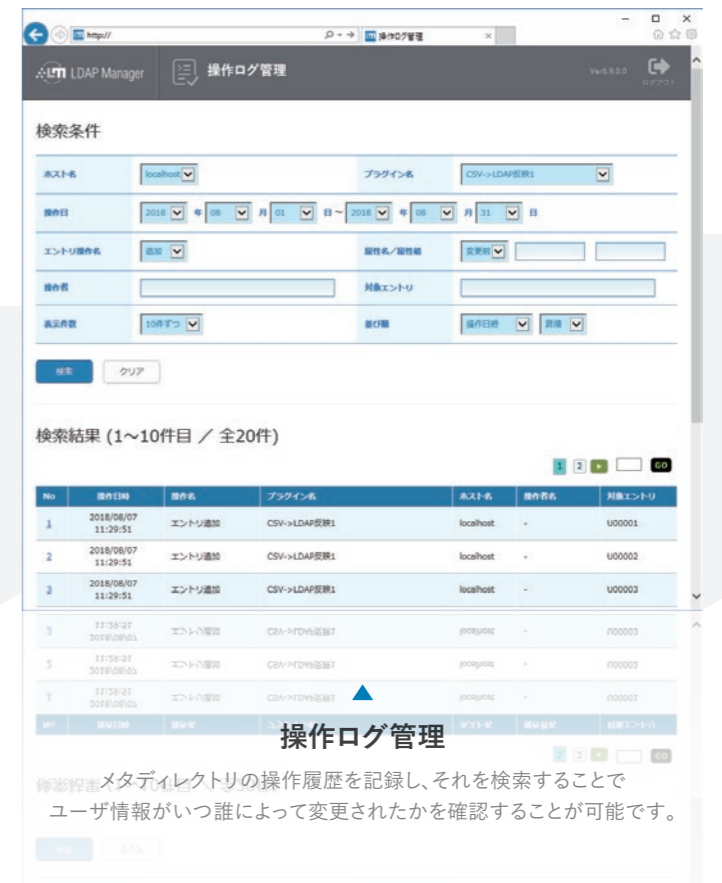 http://
操作ログ管理
LDAP Manager 操作ログ管理 Ver6.9.0.0 ログアウト
検索条件
ホスト名 localhost プラグイン名 CSV->LDAP反映1
操作日 2018 年 08 月 01 日 ~ 2018 年 08 月 31 日
エントリ操作名 追加 属性名/属性値 変更前
操作者 対象エントリ
表示件数 10件ずつ 並び順 操作日時 昇順
検索 クリア
検索結果 (1〜10件目 / 全20件)
1 2 GO
No 操作日時 操作名 プラグイン名 ホスト名 操作者名 対象エントリ
1 2018/08/07 11:29:51 エントリ追加 CSV->LDAP反映1 localhost - U00001
2 2018/08/07 11:29:51 エントリ追加 CSV->LDAP反映1 localhost - U00002
3 2018/08/07 11:29:51 エントリ追加 CSV->LDAP反映1 localhost - U00003
操作ログ管理
メタディレクトリの操作履歴を記録し、それを検索することで
ユーザ情報がいつ誰によって変更されたかを確認することが可能です。